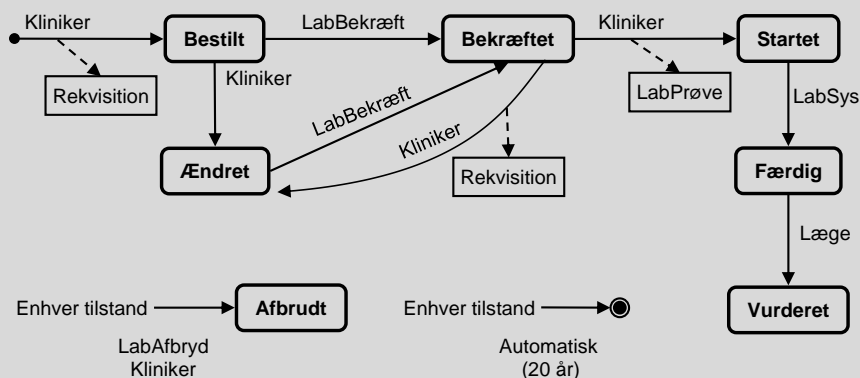 Kliniker
Bestilt
LabBekræft
Bekræftet
Kliniker
Startet
Rekvisition
Kliniker
LabBekræft
Kliniker
LabPrøve
LabSys
Ændret
Rekvisition
Færdig
Læge
Enhver tilstand
Afbrudt
Enhver tilstand
Vurderet
LabAfbryd
Kliniker
Automatisk
(20 år)